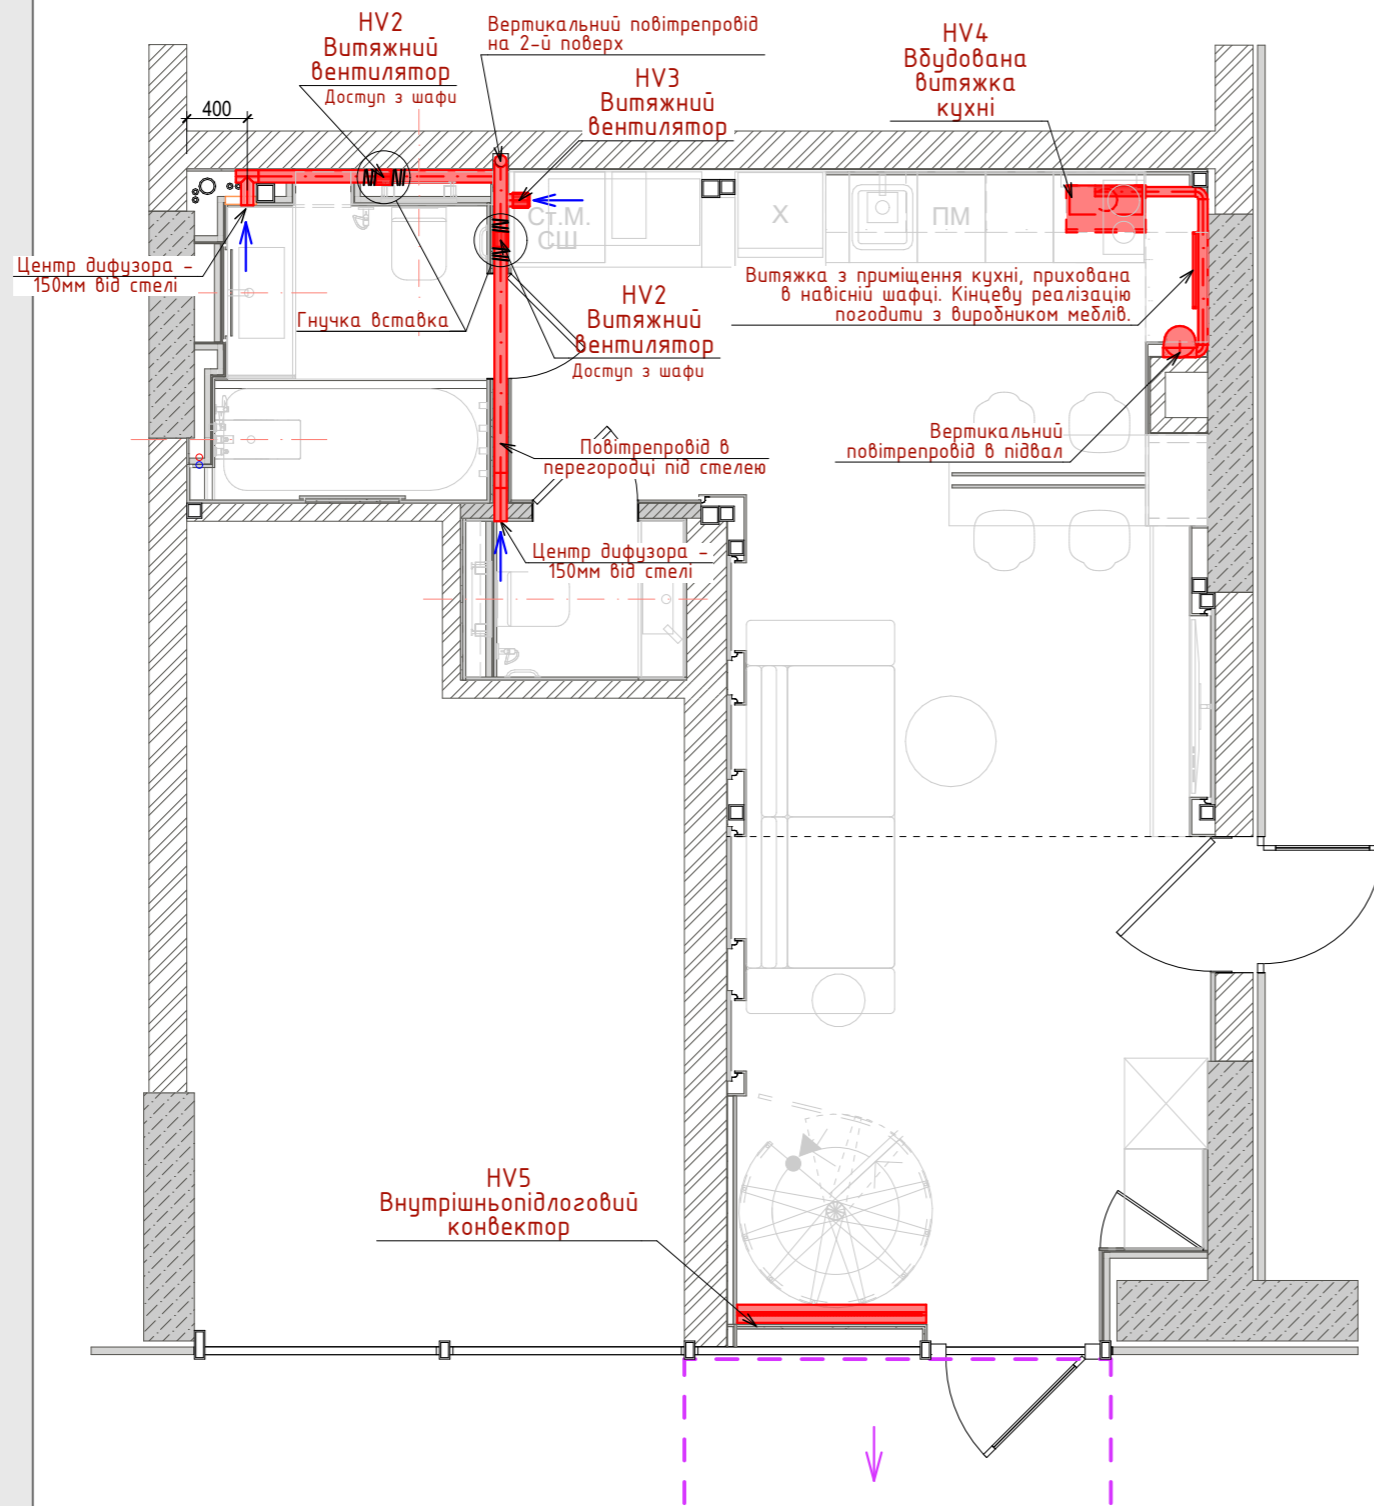 HV2
Витяжний
вентилятор
Доступ з шафи
Вертикальний повітрепровід
на 2-й поверх
HV3
Витяжний
вентилятор
HV4
Вбудована
витяжка
кухні
400
Ст.М.
СШ
Х
ПМ
Центр дифузора -
150мм від стелі
Гнучка вставка
HV2
Витяжний
вентилятор
Доступ з шафи
Витяжка з приміщення кухні, прихована
в навісній шафці. Кінцеву реалізацію
погодити з виробником меблів.
Вертикальний
повітрепровід в підвал
Повітрепровід в
перегородці під стелею
Центр дифузора -
150мм від стелі
HV5
Внутрішньопідлоговий
конвектор